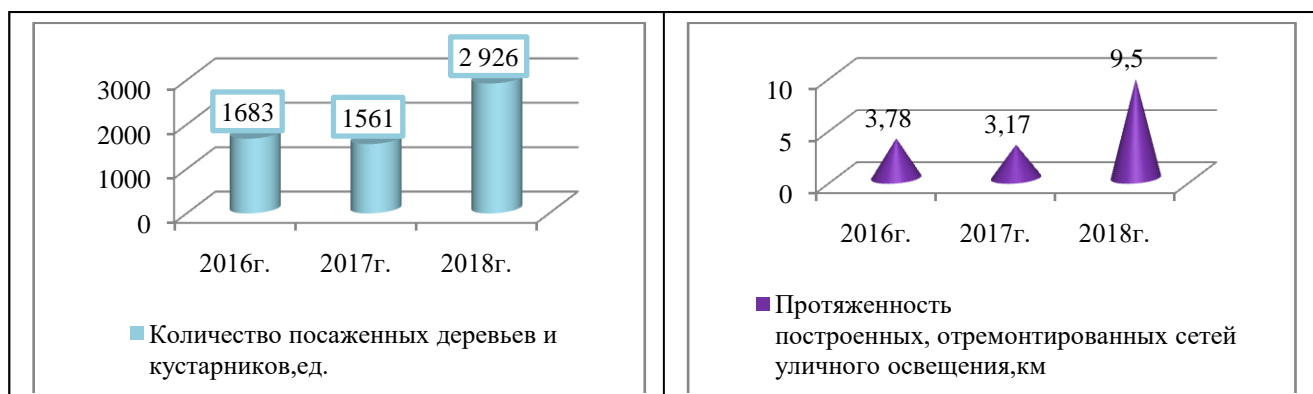 3000
2000
1000
0
1683
1561
2 926
2016г.
2017г.
2018г.
Количество посаженных деревьев и
кустарников,ед.
10
5
0
3,78
3,17
9,5
2016г.
2017г.
2018г.
Протяженность
построенных, отремонтированных сетей
уличного освещения,км